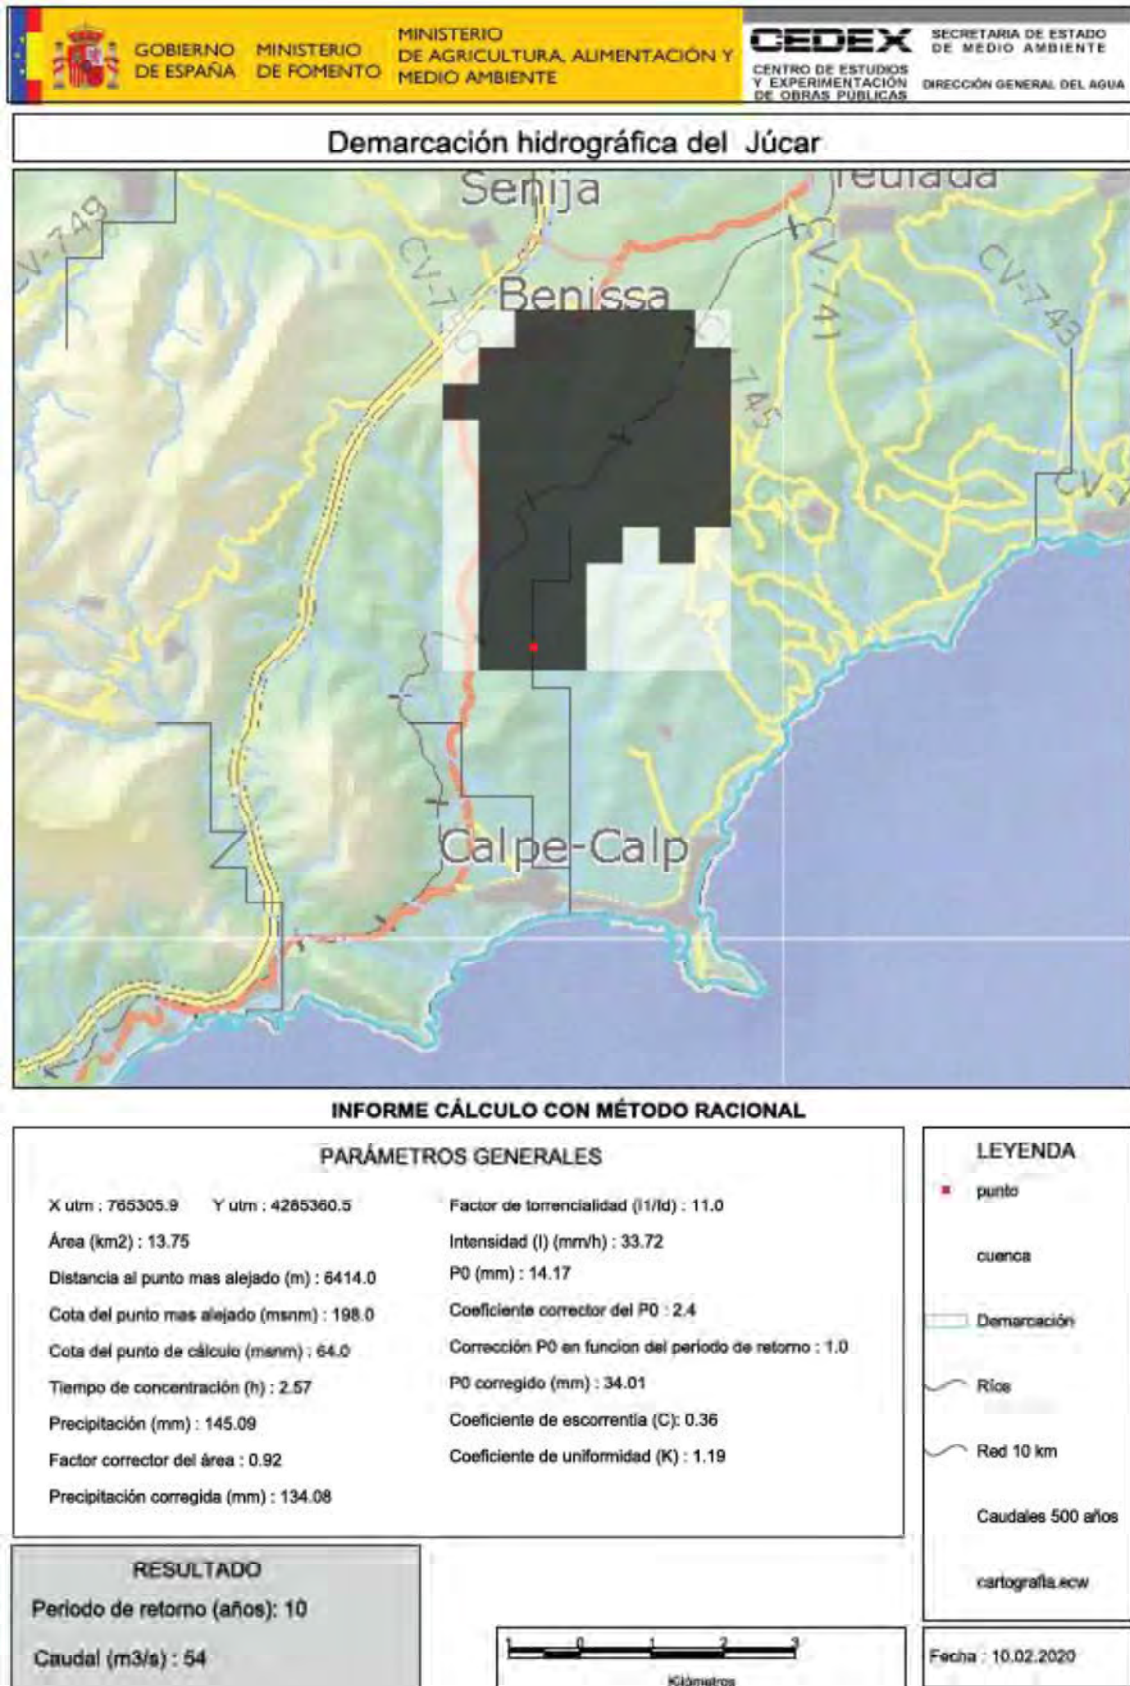 GOBIERNO DE ESPAÑA
MINISTERIO DE FOMENTO
MINISTERIO
DE AGRICULTURA, ALIMENTACIÓN Y
MEDIO AMBIENTE
CEDEX
CENTRO DE ESTUDIOS
Y EXPERIMENTACIÓN
DE OBRAS PÚBLICAS
SECRETARIA DE ESTADO
DE MEDIO AMBIENTE
DIRECCIÓN GENERAL DEL AGUA
Demarcación hidrográfica del Júcar
Senija
Teulada
CV-749
CV-741
CV-743
Benissa
745
Calpe-Calp
INFORME CÁLCULO CON MÉTODO RACIONAL
PARÁMETROS GENERALES
X utm : 765305.9 Y utm : 4285360.5
Área (km2) : 13.75
Distancia al punto mas alejado (m) : 6414.0
Cota del punto mas alejado (msnm) : 198.0
Cota del punto de cálculo (msnm) : 64.0
Tiempo de concentración (h) : 2.57
Precipitación (mm) : 145.09
Factor corrector del área : 0.92
Precipitación corregida (mm) : 134.08
Factor de torrencialidad (I1/Id) : 11.0
Intensidad (I) (mm/h) : 33.72
P0 (mm) : 14.17
Coeficiente corrector del P0 : 2.4
Corrección P0 en funcion del período de retorno : 1.0
P0 corregido (mm) : 34.01
Coeficiente de escorrentía (C): 0.36
Coeficiente de uniformidad (K) : 1.19
LEYENDA
punto
cuenca
Demarcación
Ríos
Red 10 km
Caudales 500 años
cartografía.ecw
RESULTADO
Periodo de retorno (años): 10
Caudal (m3/s) : 54
1 0 1 2 3
Kilómetros
Fecha : 10.02.2020